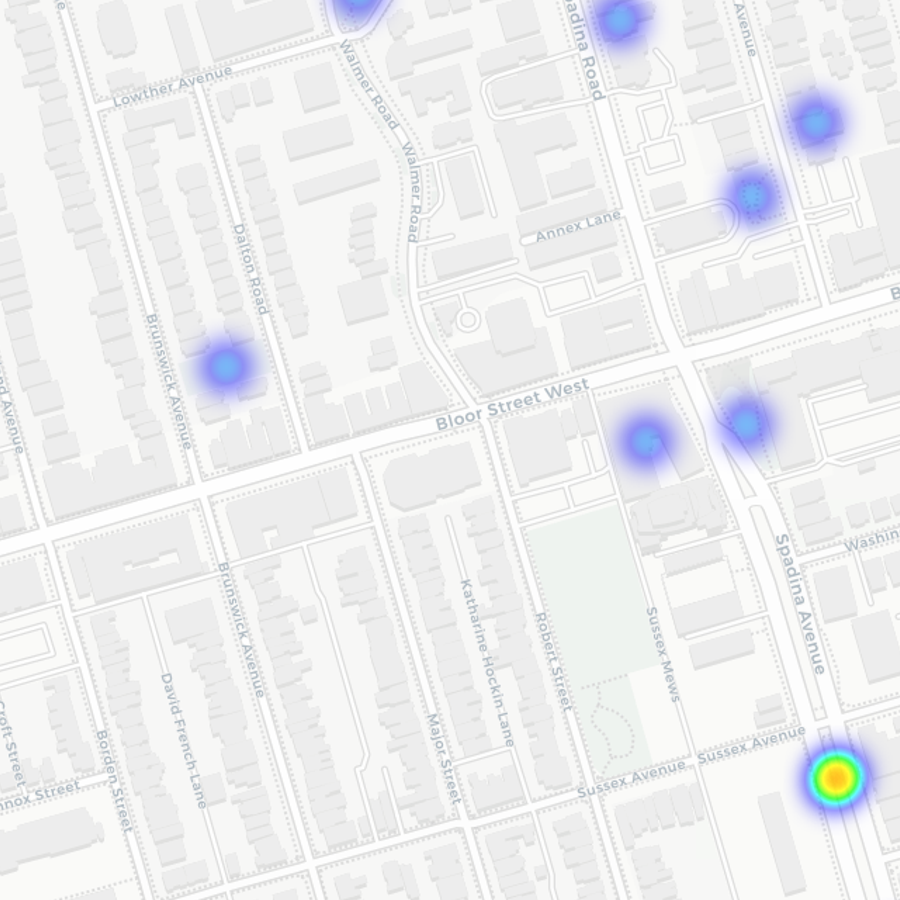 Lowther Avenue
Walmer Road
Walmer Road
Spadina Road
Avenue
Annex Lane
Dalton Road
Brunswick Avenue
Avenue
Bloor Street West
B
Washin
Spadina Avenue
Brunswick Avenue
Katharine Hockin Lane
Robert Street
Sussex Mews
David French Lane
Major Street
Borden Street
Croft Street
nnox Street
Sussex Avenue
Sussex Avenue